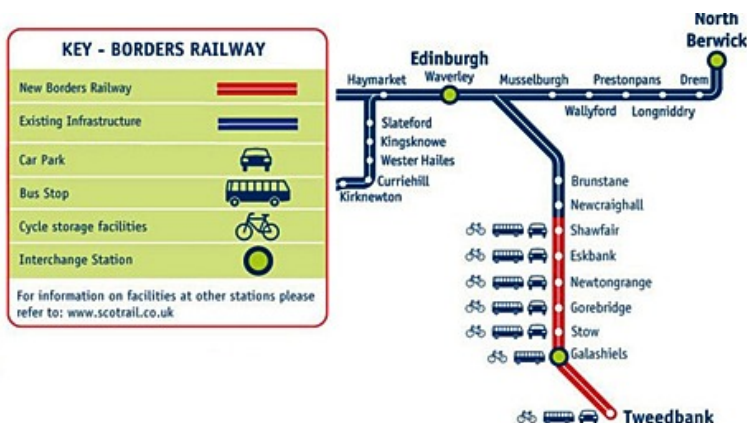 KEY - BORDERS RAILWAY
New Borders Railway
Existing Infrastructure
Car Park
Bus Stop
Cycle storage facilities
Interchange Station
For information on facilities at other stations please
refer to: www.scotrail.co.uk
North
Berwick
Edinburgh
Haymarket
Waverley
Musselburgh
Prestonpans
Drem
Wallyford
Longniddry
Slateford
Kingsknowe
Wester Hailes
Curriehill
Kirknewton
Brunstane
Newcraighall
Shawfair
Eskbank
Newtongrange
Gorebridge
Stow
Galashiels
Tweedbank